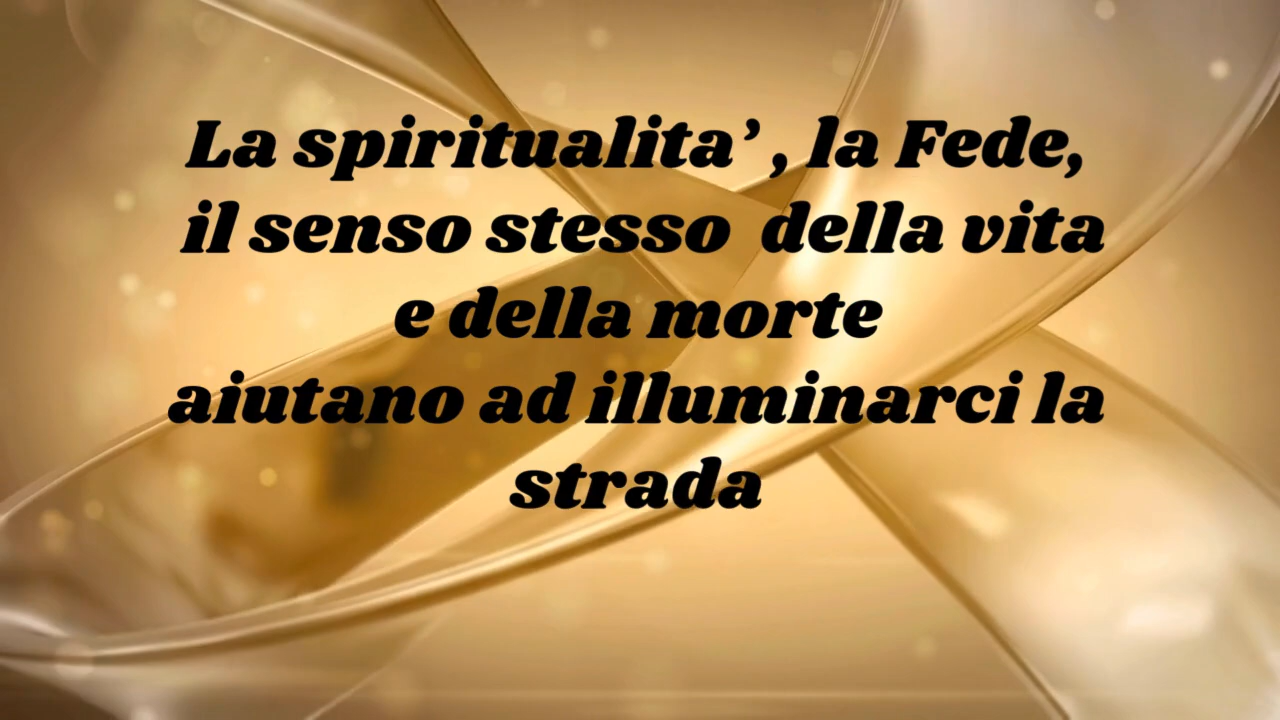 La spiritualita’ , la Fede,
il senso stesso della vita
e della morte
aiutano ad illuminarci la
strada